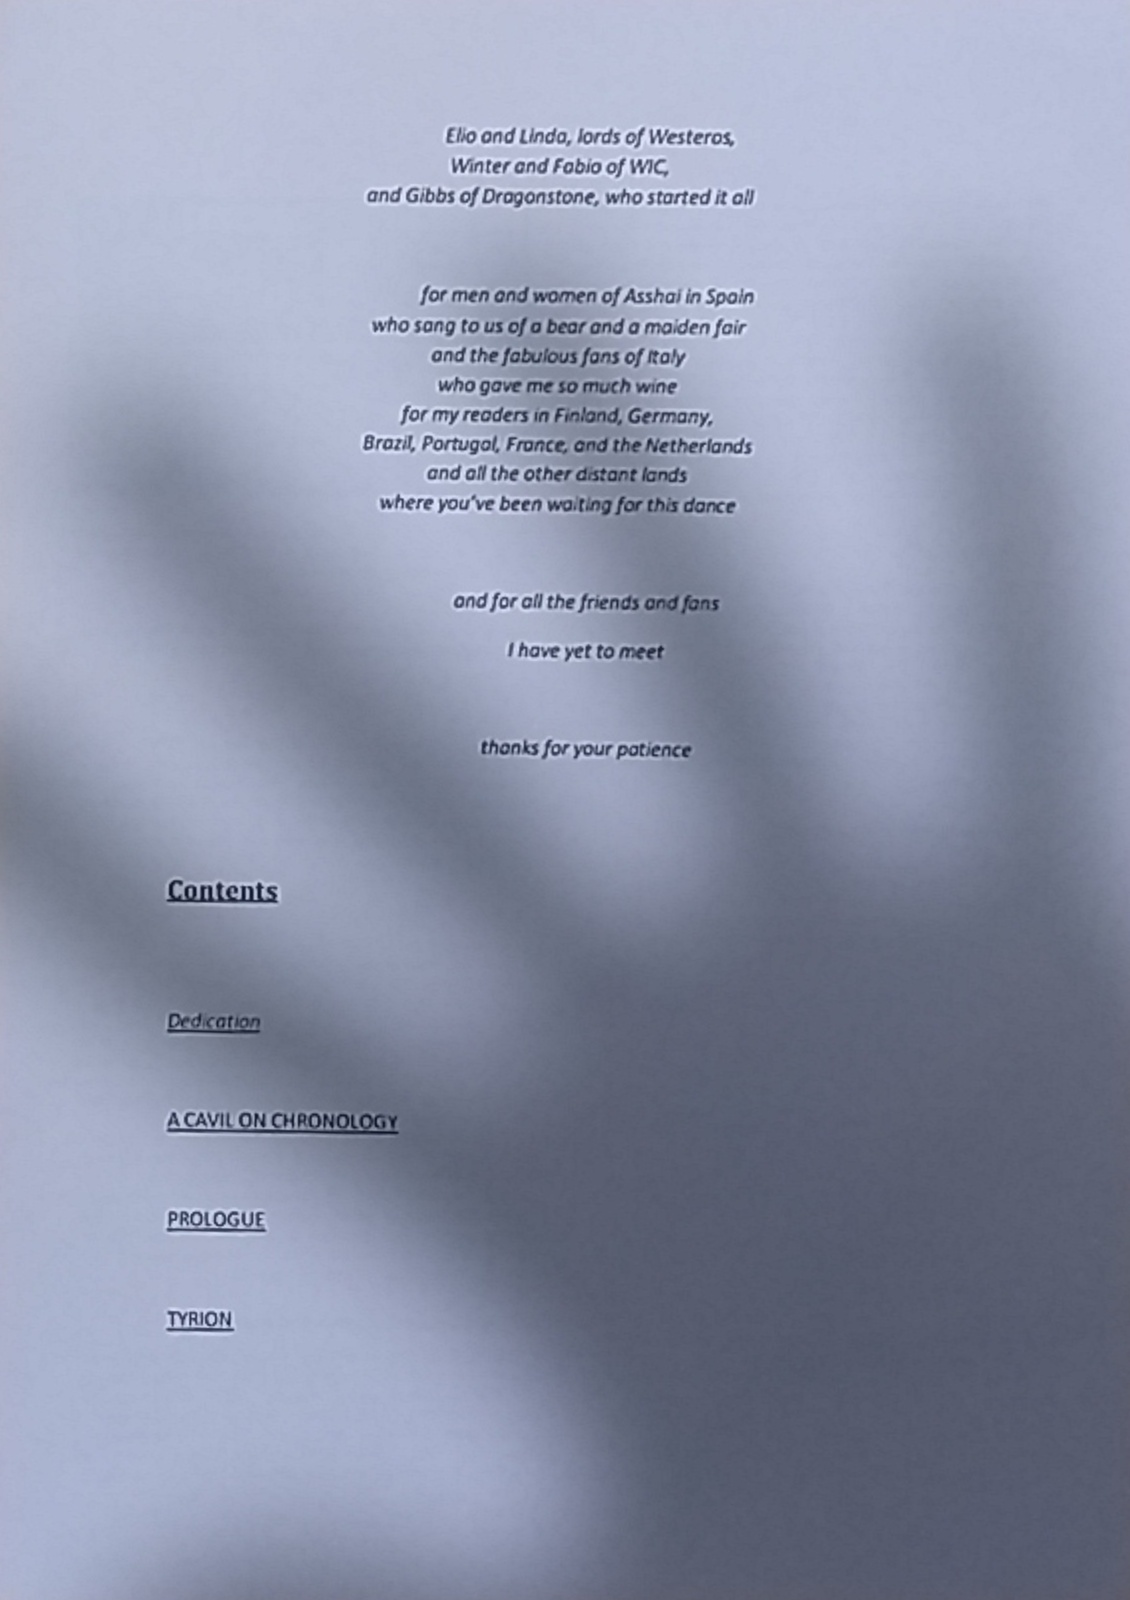 Elio and Linda, lords of Westeros,
Winter and Fabio of WIC,
and Gibbs of Dragonstone, who started it all
for men and women of Asshai in Spain
who sang to us of a bear and a maiden fair
and the fabulous fans of Italy
who gave me so much wine
for my readers in Finland, Germany,
Brazil, Portugal, France, and the Netherlands
and all the other distant lands
where you've been waiting for this dance
and for all the friends and fans
I have yet to meet
thanks for your patience
Contents
Dedication
A CAVIL ON CHRONOLOGY
PROLOGUE
TYRION